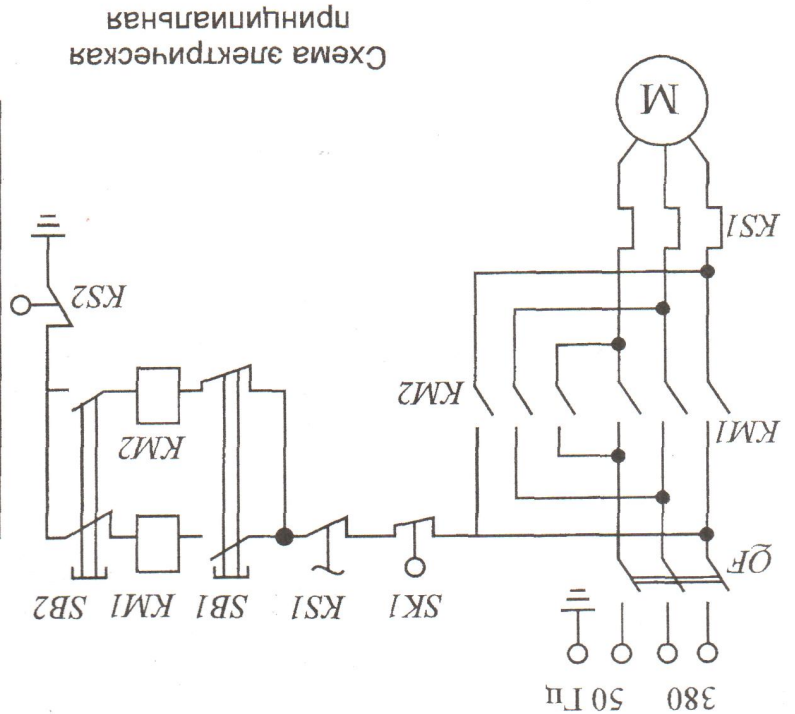 380 50 Гц
SK1 KS1 SB1 KM1 SB2
QF
KM2
KM1
KM2
KS2
KS1
M
Схема электрическая
принципиальная